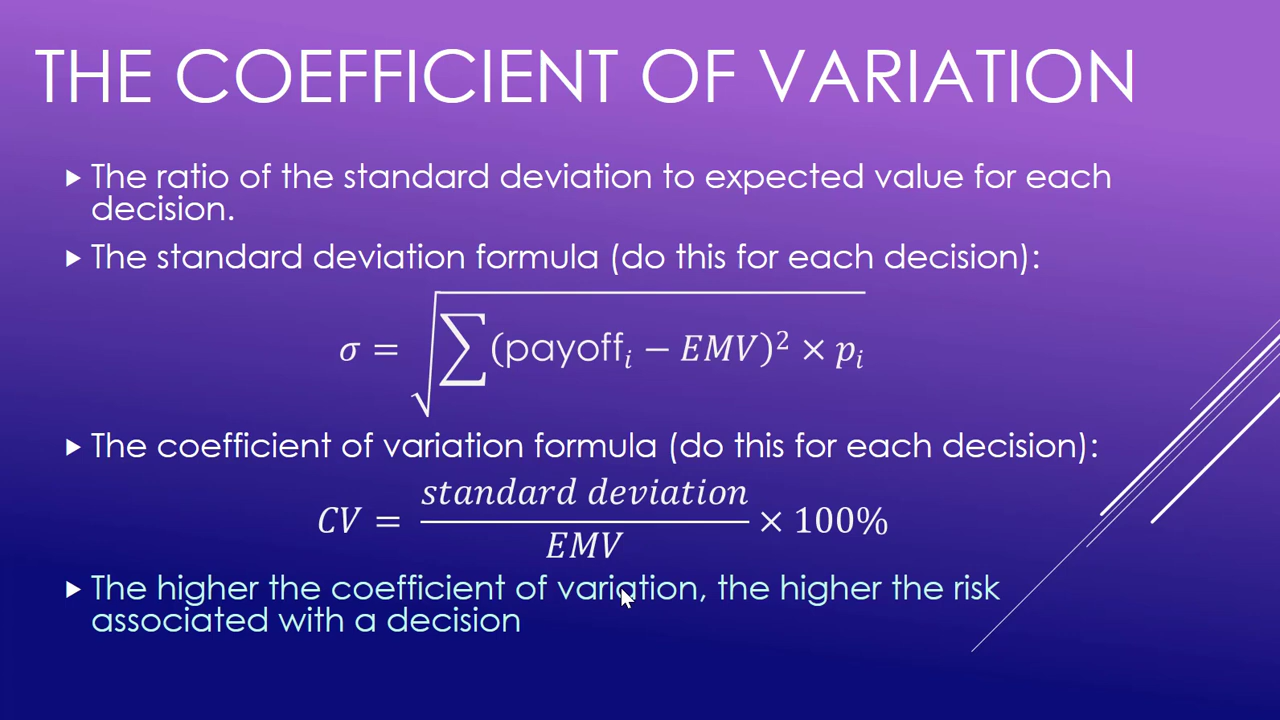 THE COEFFICIENT OF VARIATION
The ratio of the standard deviation to expected value for each
decision.
The standard deviation formula (do this for each decision):
σ = √∑(payoffᵢ − EMV)² × pᵢ
The coefficient of variation formula (do this for each decision):
CV = standard deviation / EMV × 100%
The higher the coefficient of variation, the higher the risk
associated with a decision